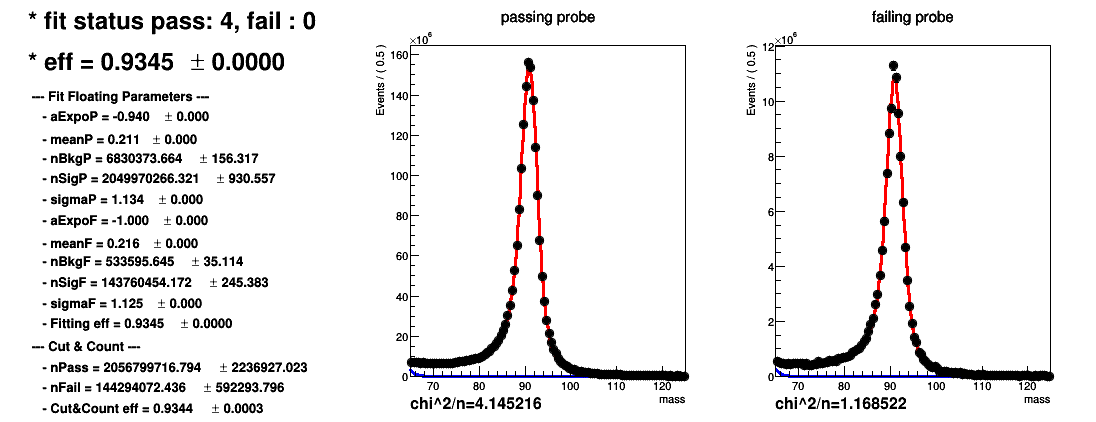 * fit status pass: 4, fail : 0
* eff = 0.9345 ± 0.0000
--- Fit Floating Parameters ---
- aExpoP = -0.940 ± 0.000
- meanP = 0.211 ± 0.000
- nBkgP = 6830373.664 ± 156.317
- nSigP = 2049970266.321 ± 930.557
- sigmaP = 1.134 ± 0.000
- aExpoF = -1.000 ± 0.000
- meanF = 0.216 ± 0.000
- nBkgF = 533595.645 ± 35.114
- nSigF = 143760454.172 ± 245.383
- sigmaF = 1.125 ± 0.000
- Fitting eff = 0.9345 ± 0.0000
--- Cut & Count ---
- nPass = 2056799716.794 ± 2236927.023
- nFail = 144294072.436 ± 592293.796
- Cut&Count eff = 0.9344 ± 0.0003
passing probe
×10^6
Events / ( 0.5 )
160
140
120
100
80
60
40
20
0
70 80 90 100 110 120
mass
chi^2/n=4.145216
failing probe
×10^6
Events / ( 0.5 )
12
10
8
6
4
2
0
70 80 90 100 110 120
mass
chi^2/n=1.168522